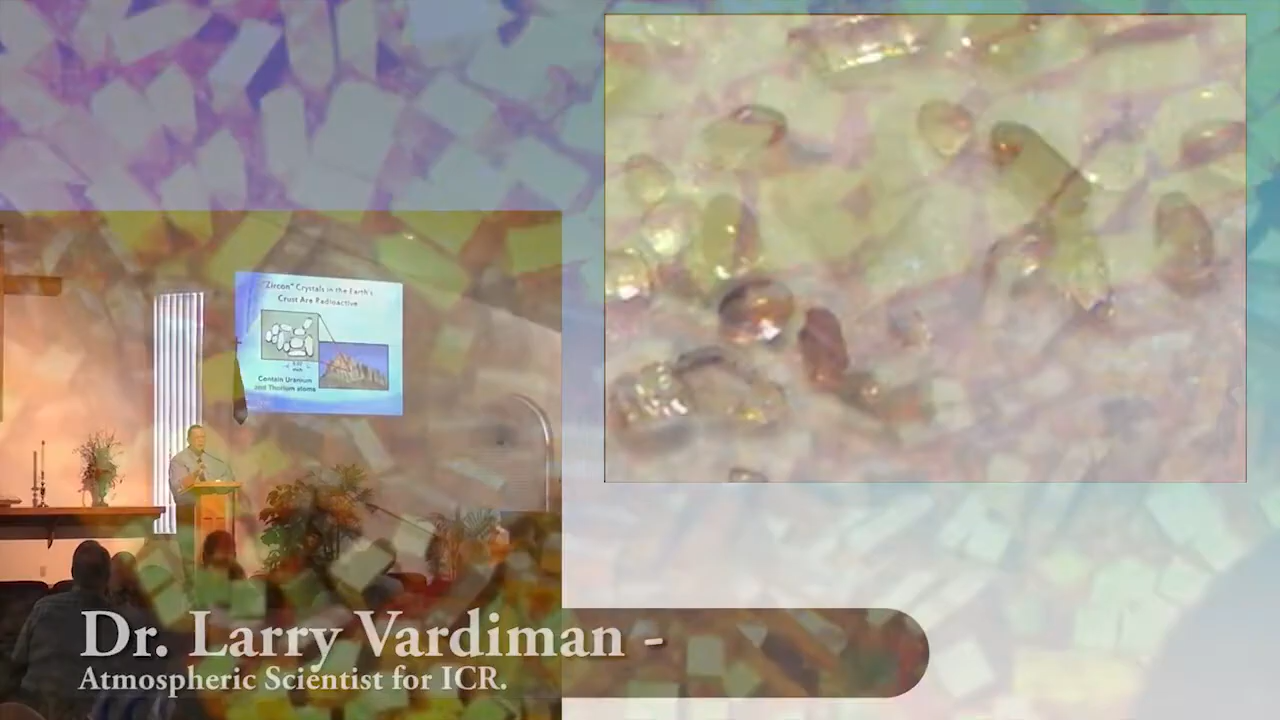 "Zircon" Crystals in the Earth's
Crust Are Radioactive
inch
Contain Uranium
and Thorium atoms
Dr. Larry Vardiman -
Atmospheric Scientist for ICR.